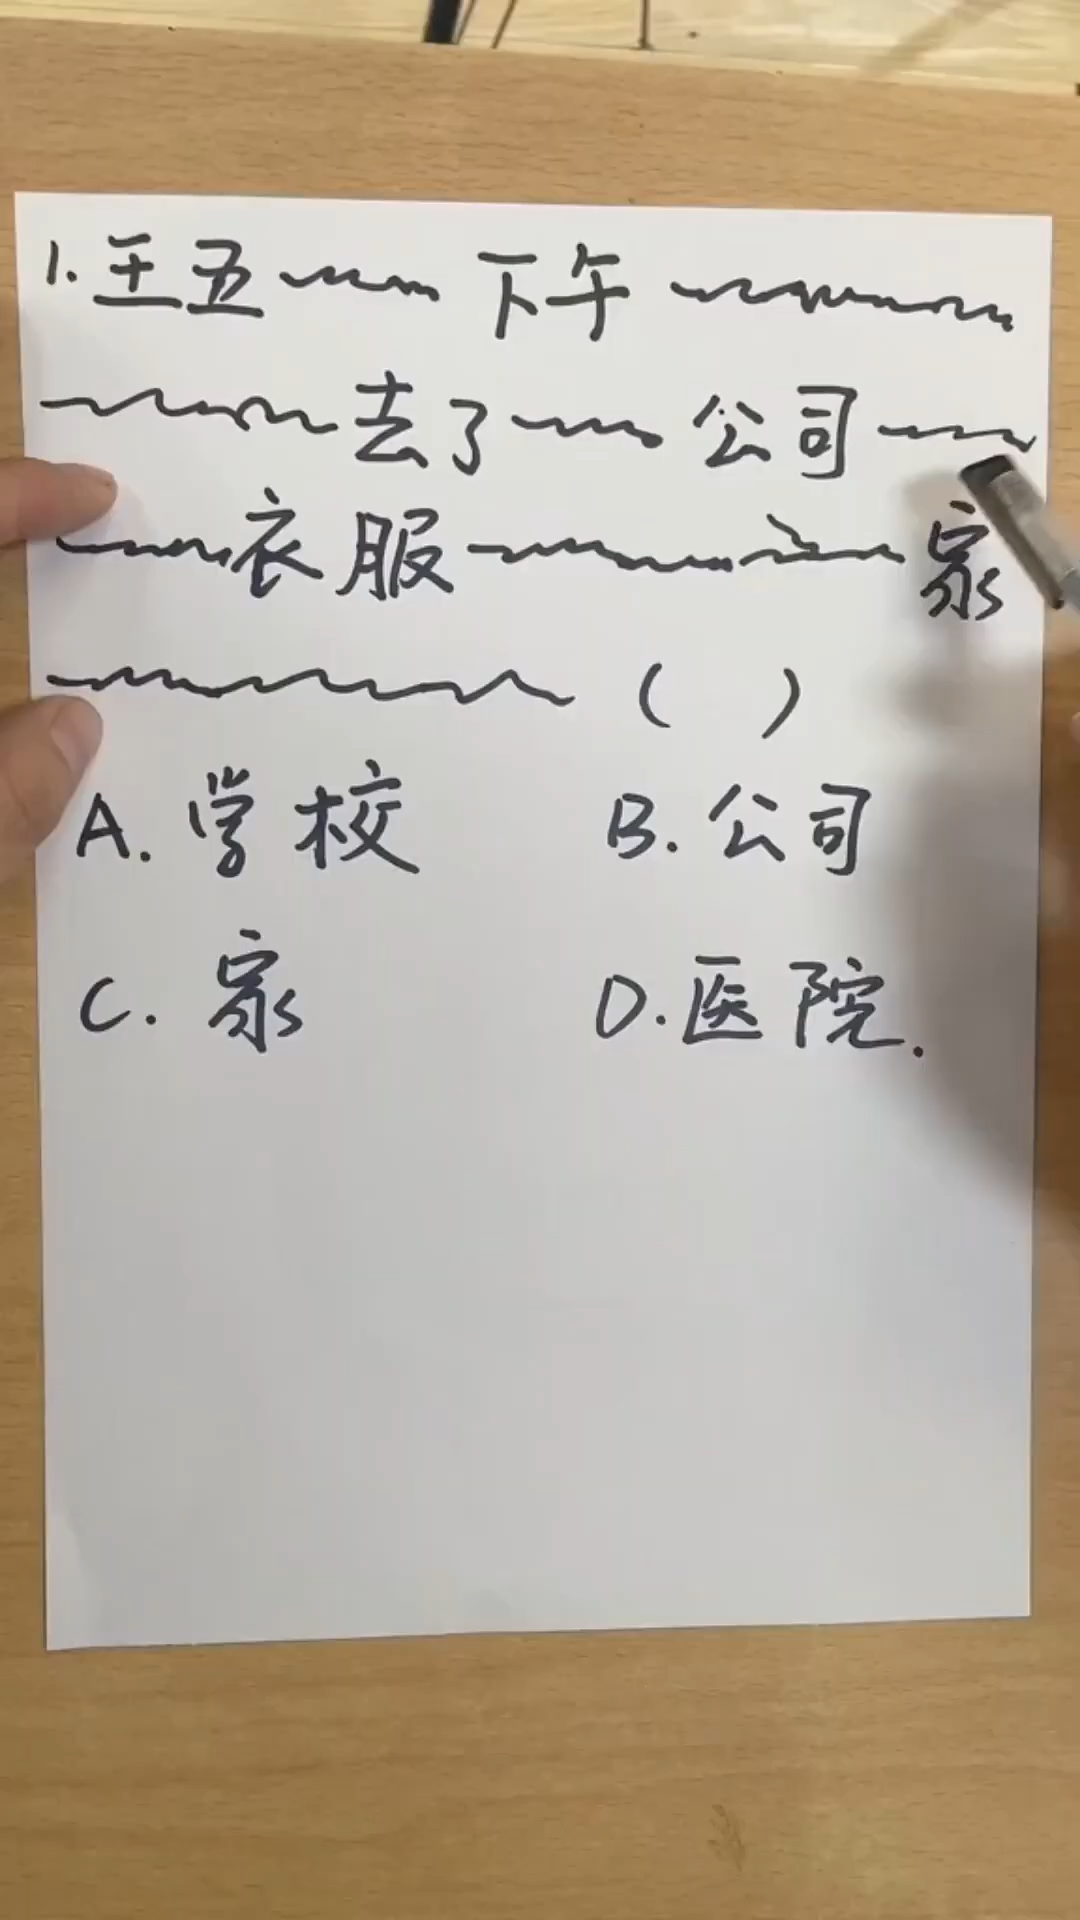 1. 王五 下午
去了 公司
衣服 家
( )
A. 学校 B. 公司
C. 家 D. 医院.